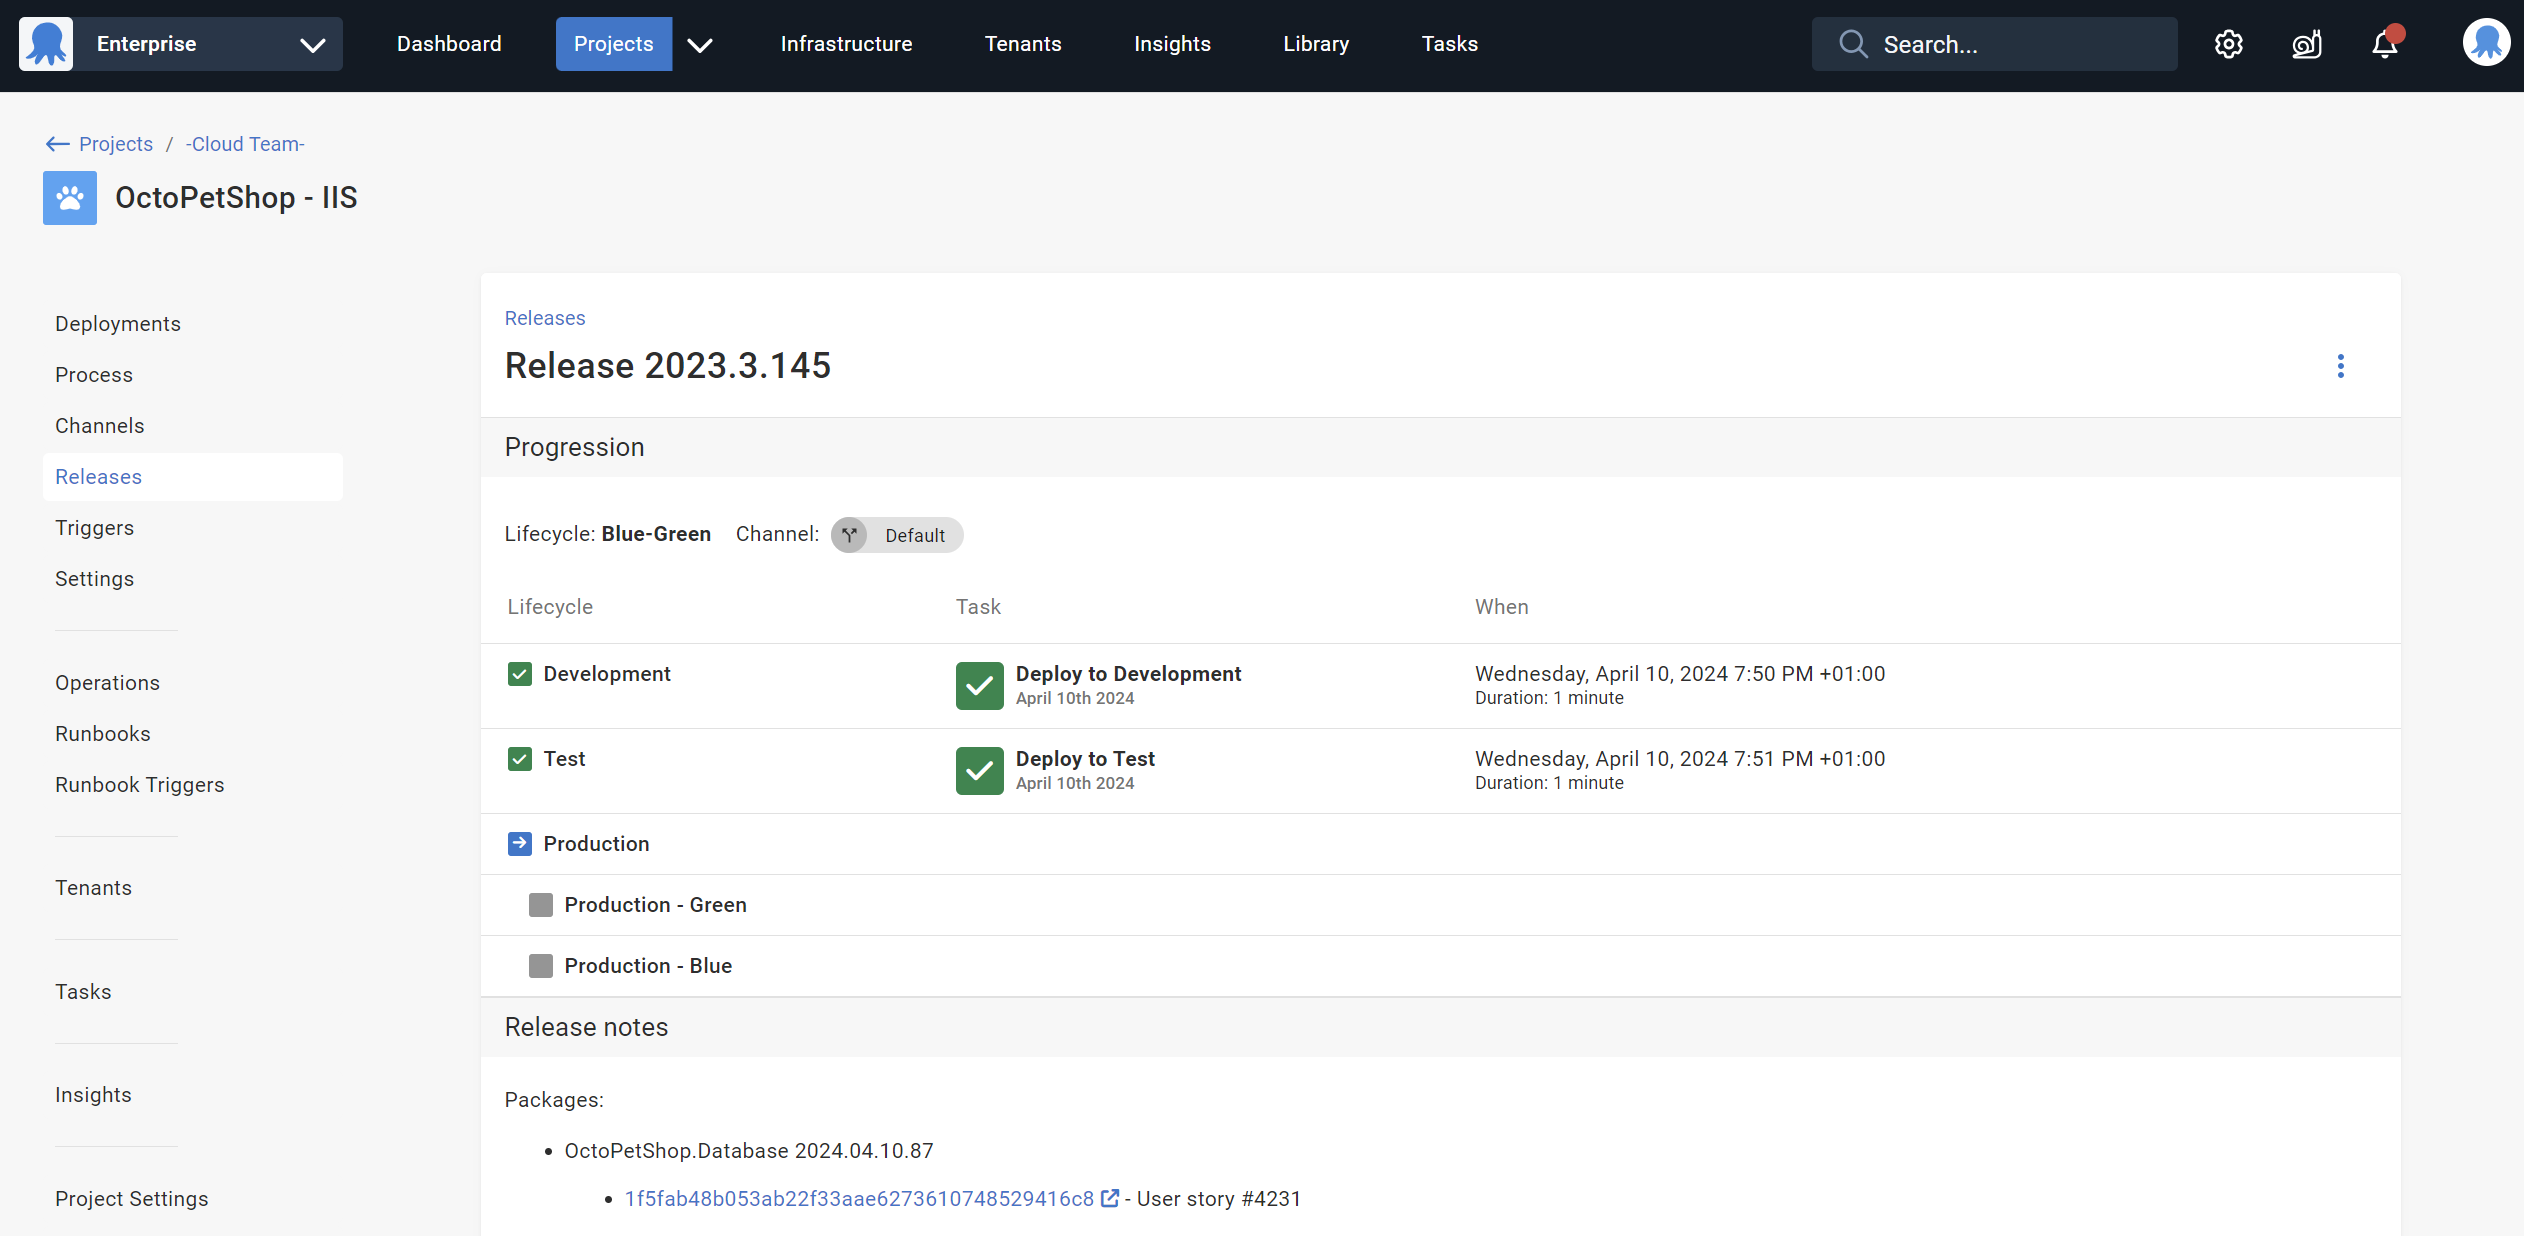 Enterprise
Dashboard
Projects
Infrastructure
Tenants
Insights
Library
Tasks
Search...
Projects / -Cloud Team-
OctoPetShop - IIS
Deployments
Process
Channels
Releases
Triggers
Settings
Operations
Runbooks
Runbook Triggers
Tenants
Tasks
Insights
Project Settings
Releases
Release 2023.3.145
Progression
Lifecycle: Blue-Green Channel: Default
Lifecycle Task When
Development Deploy to Development Wednesday, April 10, 2024 7:50 PM +01:00
April 10th 2024 Duration: 1 minute
Test Deploy to Test Wednesday, April 10, 2024 7:51 PM +01:00
April 10th 2024 Duration: 1 minute
Production
Production - Green
Production - Blue
Release notes
Packages:
OctoPetShop.Database 2024.04.10.87
1f5fab48b053ab22f33aae6273610748529416c8 - User story #4231